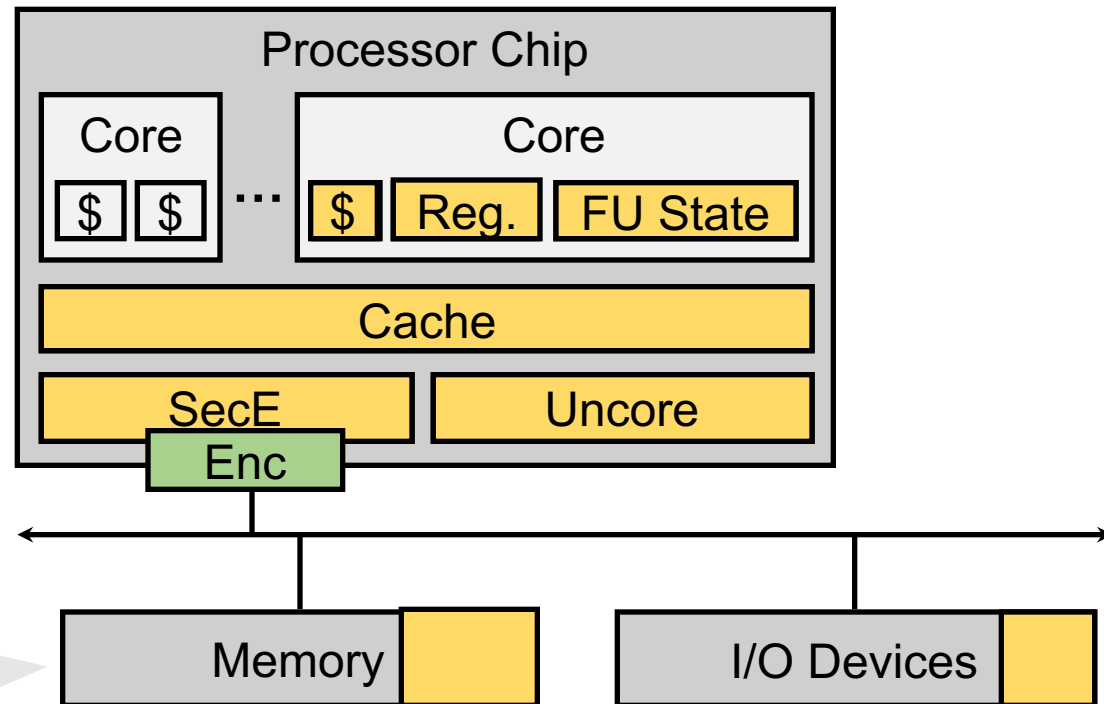 Processor Chip
Core
$ $
...
Core
$ Reg. FU State
Cache
SecE
Uncore
Enc
Memory
I/O Devices